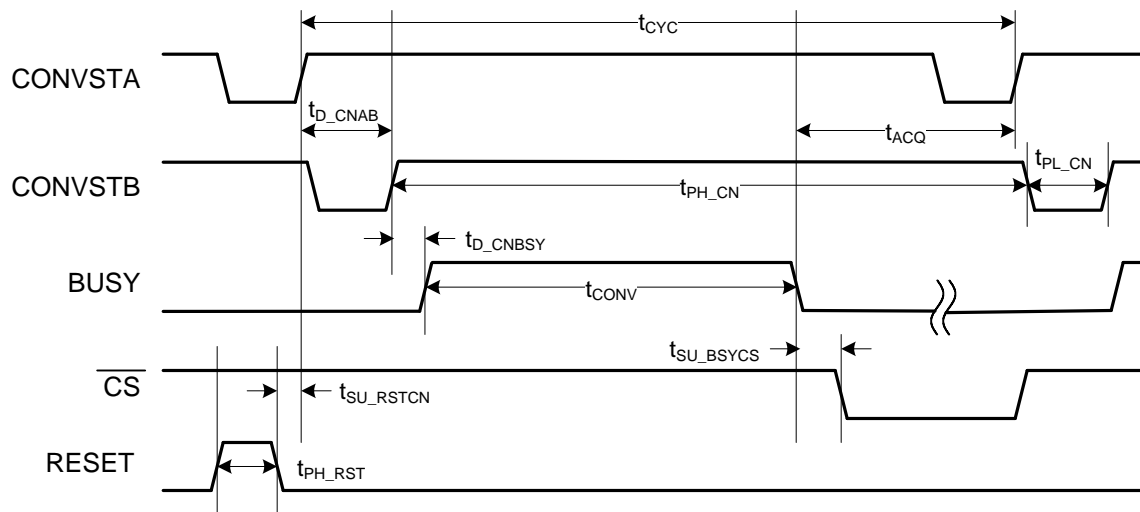 tCYC
CONVSTA
tD_CNAB
tACQ
tPL_CN
CONVSTB
tPH_CN
tD_CNBSY
BUSY
tCONV
tSU_BSYCS
CS
tSU_RSTCN
RESET
tPH_RST